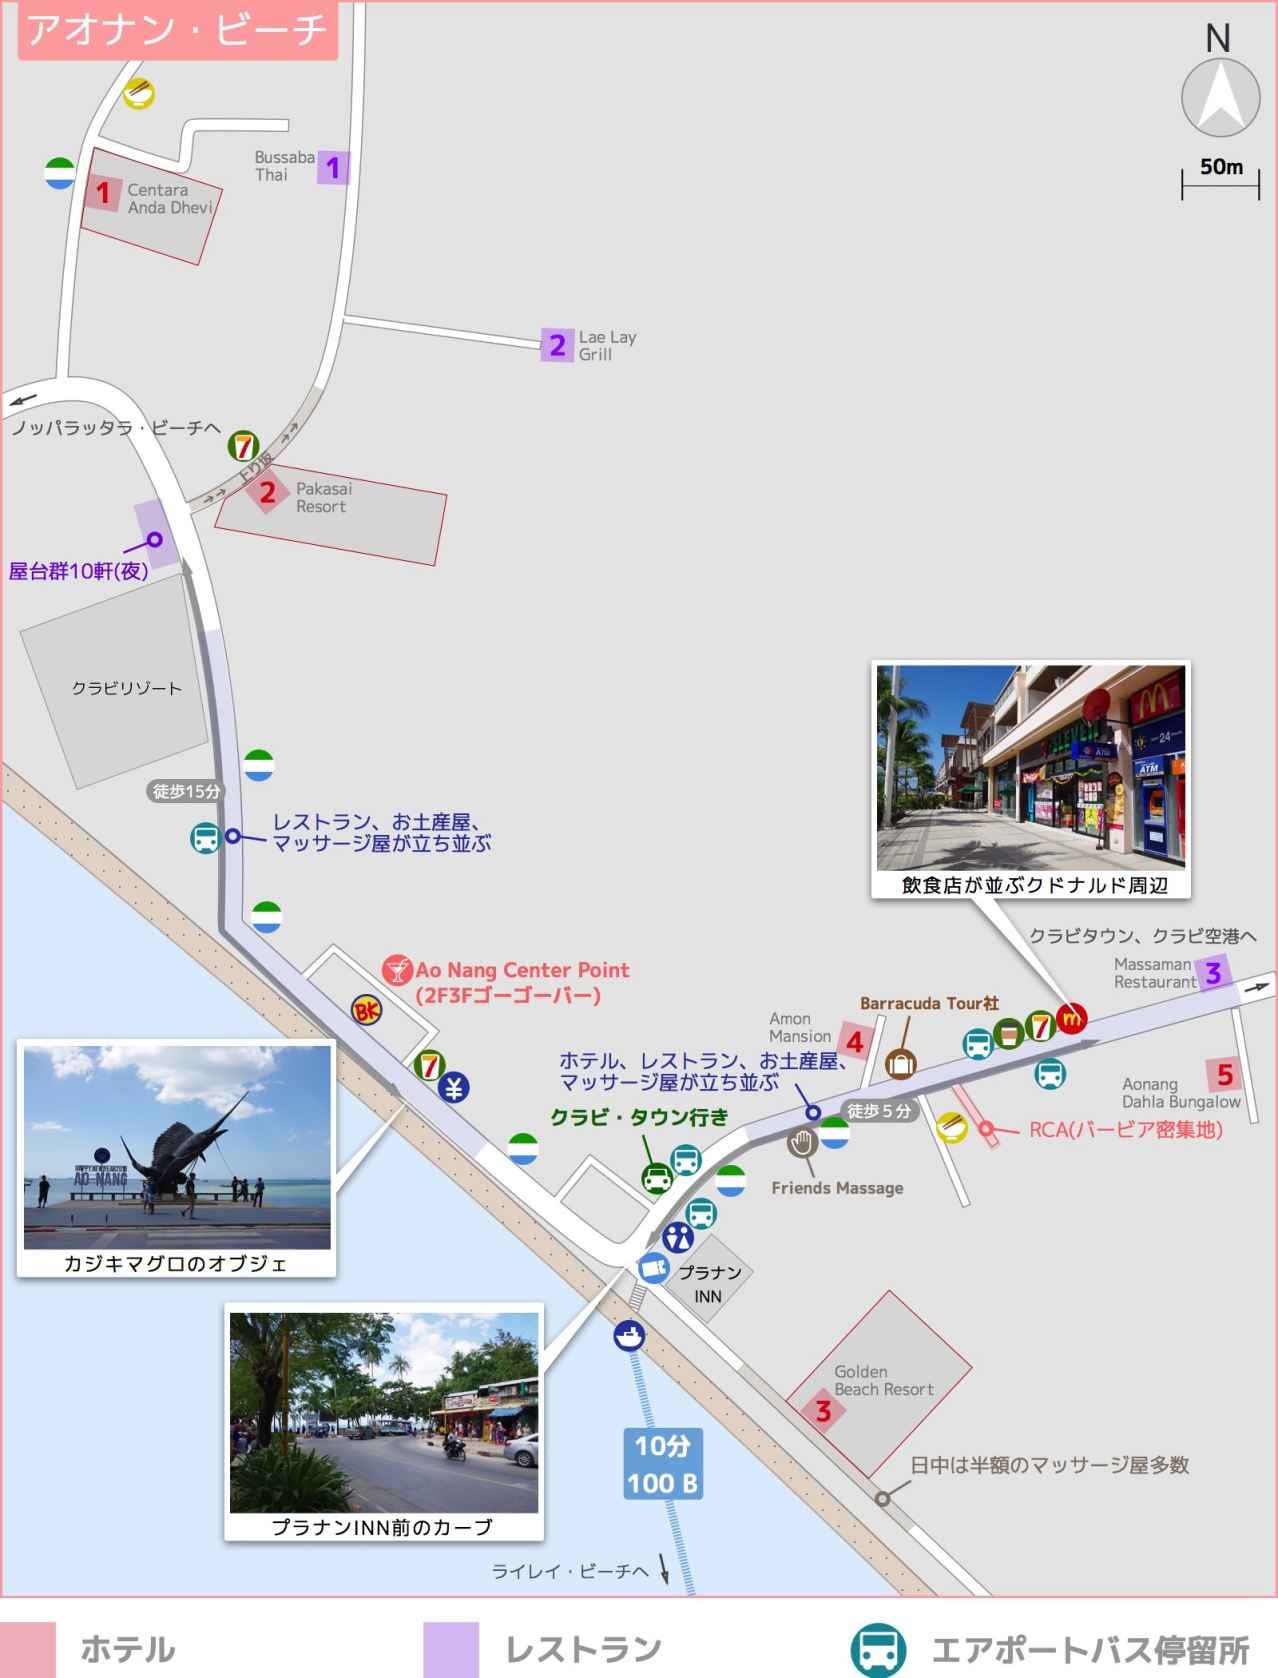 アオナン・ビーチ
N
50m
Bussaba
Thai
1
1
Centara
Anda Dhevi
2
Lae Lay
Grill
ノッパラッタラ・ビーチへ
7
上り坂
2
Pakasai
Resort
屋台群10軒(夜)
クラビリゾート
徒歩15分
レストラン、お土産屋、
マッサージ屋が立ち並ぶ
飲食店が並ぶクドナルド周辺
クラビタウン、クラビ空港へ
Massaman
Restaurant
3
Ao Nang Center Point
(2F3Fゴーゴーバー)
BK
7
¥
Barracuda Tour社
Amon
Mansion
4
7
m
ホテル、レストラン、お土産屋、
マッサージ屋が立ち並ぶ
徒歩5分
5
Aonang
Dahla Bungalow
RCA(バービア密集地)
クラビ・タウン行き
Friends Massage
AO-NANG
カジキマグロのオブジェ
プラナン
INN
プラナンINN前のカーブ
Golden
Beach Resort
3
10分
100 B
日中は半額のマッサージ屋多数
ライレイ・ビーチへ
ホテル
レストラン
エアポートバス停留所